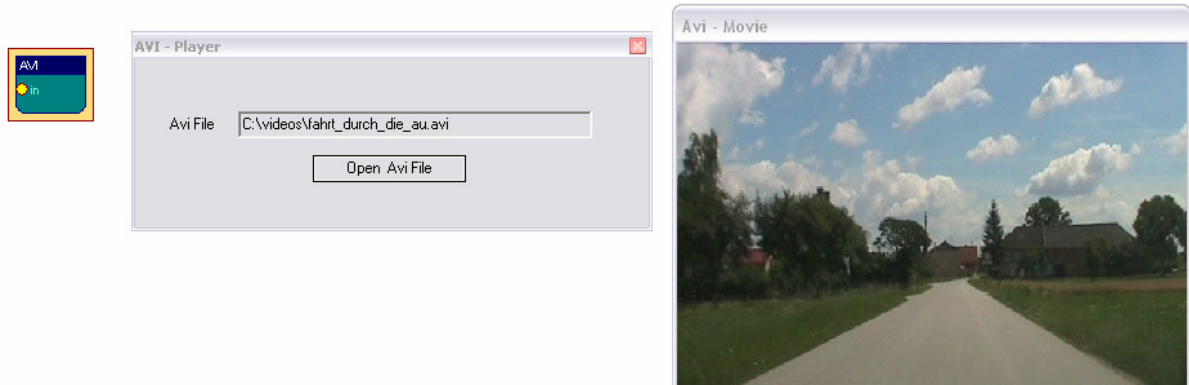 AVI
in
AVI - Player
Avi File C:\videos\fahrt_durch_die_au.avi
Open Avi File
Avi - Movie